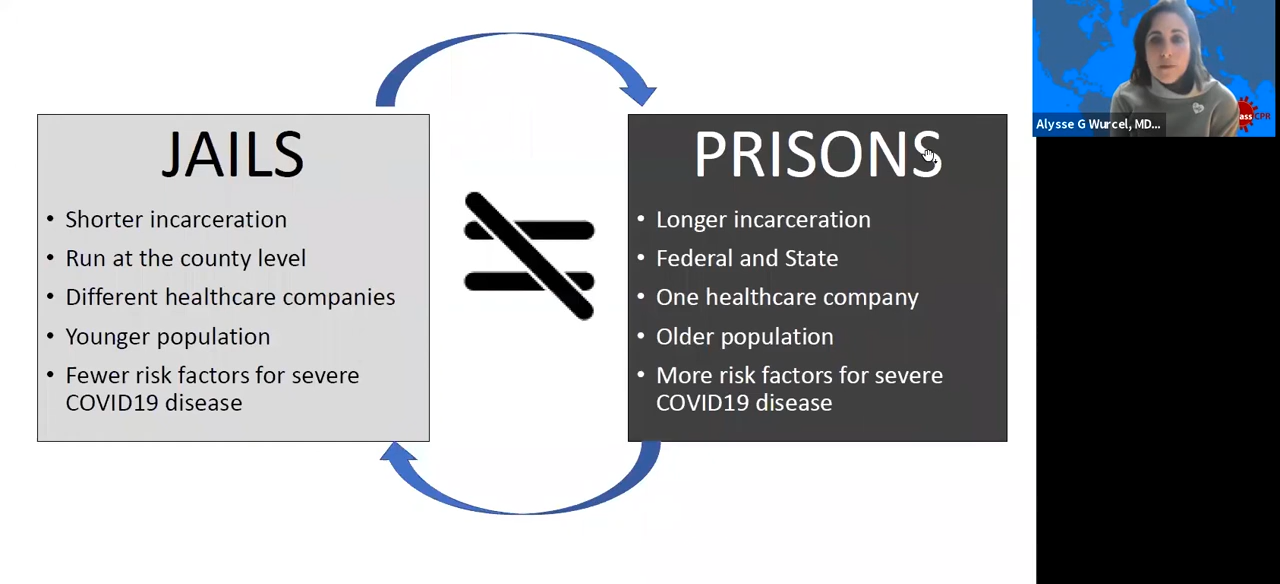 JAILS
• Shorter incarceration
• Run at the county level
• Different healthcare companies
• Younger population
• Fewer risk factors for severe
COVID19 disease
PRISONS
• Longer incarceration
• Federal and State
• One healthcare company
• Older population
• More risk factors for severe
COVID19 disease
Alysse G Wurcel, MD...
assCPR